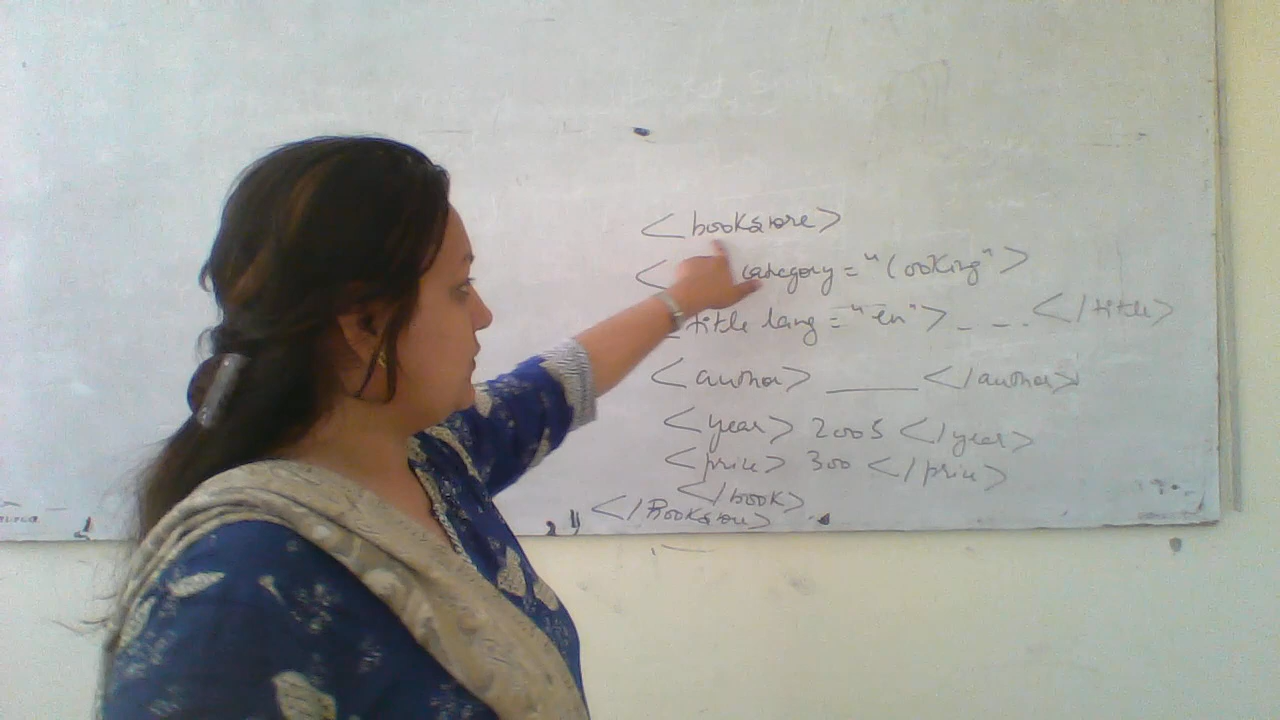 <bookstore>
< category = "Cooking">
title lang = "en"> _ _ . </title>
<author> ______ </author>
<year> 2005 </year>
<price> 300 </price>
</book>
</Bookstore>